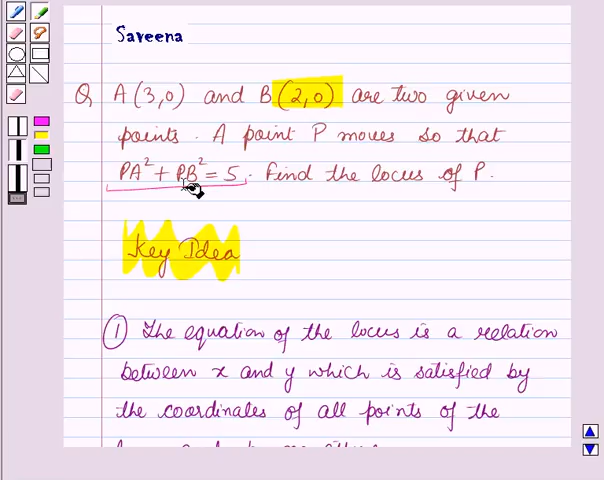 Saveena
Q A (3,0) and B (2,0) are two given
points. A point P moves so that
PA² + PB² = 5. Find the locus of P.
Key Idea
① The equation of the locus is a relation
between x and y which is satisfied by
the coordinates of all points of the